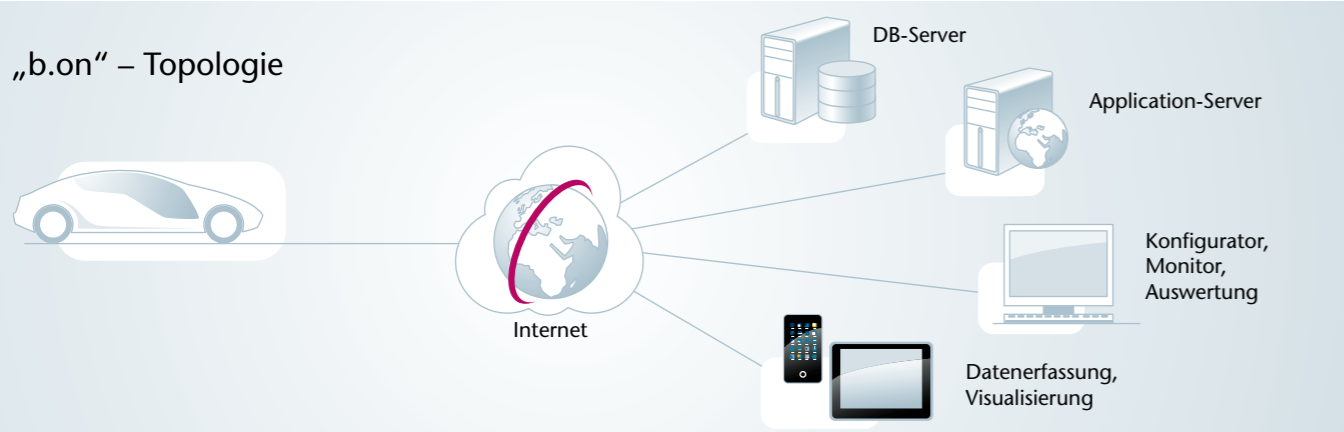 „b.on“ – Topologie
DB-Server
Application-Server
Konfigurator,
Monitor,
Auswertung
Internet
Datenerfassung,
Visualisierung